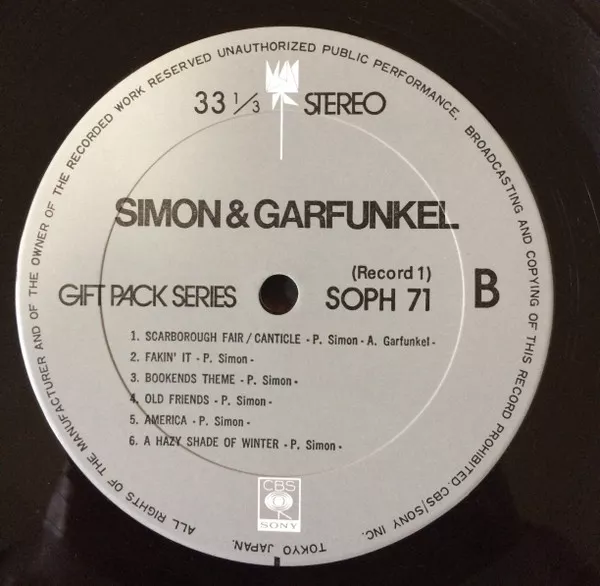 ALL RIGHTS OF THE MANUFACTURER AND OF THE OWNER OF THE RECORDED WORK RESERVED UNAUTHORIZED PUBLIC PERFORMANCE, BROADCASTING AND COPYING OF THIS RECORD PROHIBITED. CBS/SONY INC. TOKYO JAPAN.
33 1/3 STEREO
SIMON & GARFUNKEL
(Record 1)
GIFT PACK SERIES SOPH 71 B
1. SCARBOROUGH FAIR / CANTICLE - P. Simon - A. Garfunkel -
2. FAKIN' IT - P. Simon -
3. BOOKENDS THEME - P. Simon -
4. OLD FRIENDS - P. Simon -
5. AMERICA - P. Simon -
6. A HAZY SHADE OF WINTER - P. Simon -
CBS
SONY